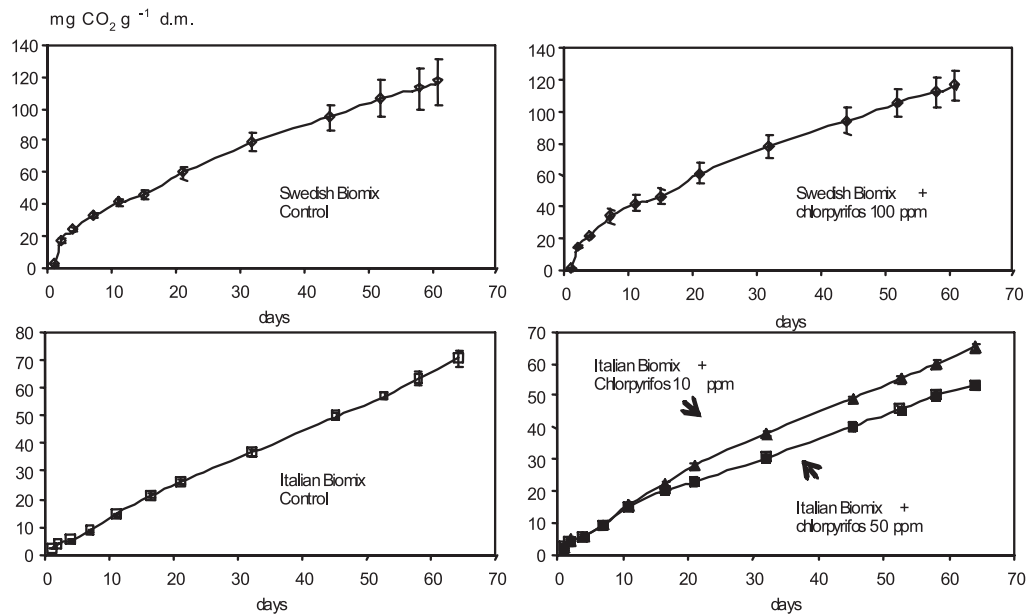 mg CO₂ g⁻¹ d.m.
140
120
100
80
60
40
20
0
0 10 20 30 40 50 60 70
days
Swedish Biomix
Control
140
120
100
80
60
40
20
0
0 10 20 30 40 50 60 70
days
Swedish Biomix +
chlorpyrifos 100 ppm
80
70
60
50
40
30
20
10
0
0 10 20 30 40 50 60 70
days
Italian Biomix
Control
70
60
50
40
30
20
10
0
0 10 20 30 40 50 60 70
days
Italian Biomix +
Chlorpyrifos 10 ppm
Italian Biomix +
chlorpyrifos 50 ppm